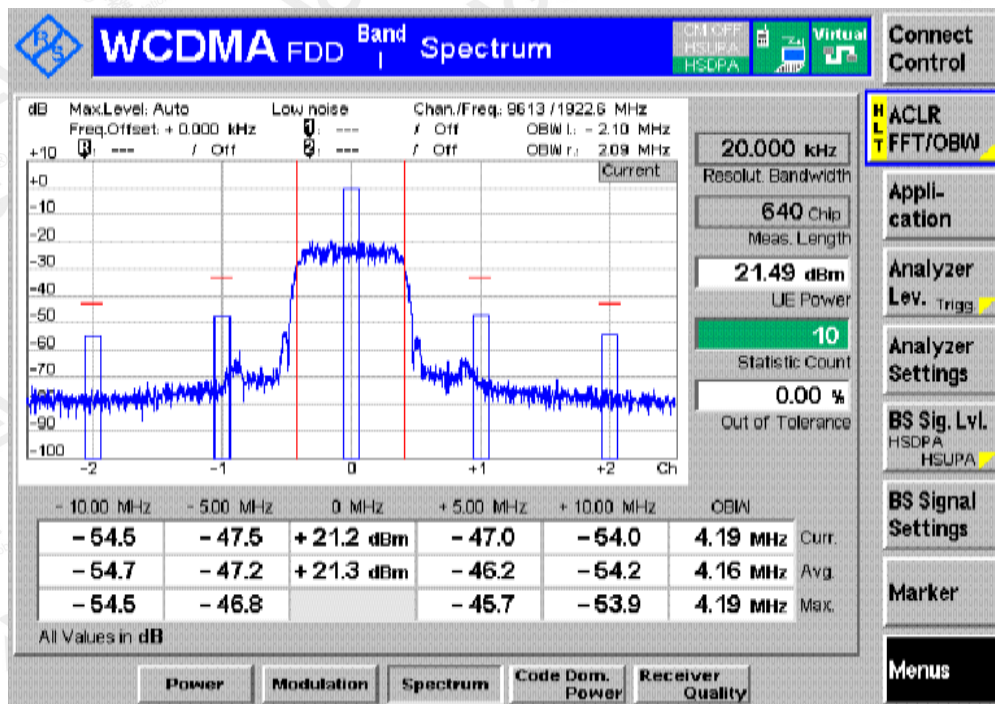 R&S
WCDMA FDD Band I Spectrum
CM OFF
HSUPA
HSDPA
Virtual
dB Max.Level: Auto Low noise Chan./Freq.: 9613 / 1922.6 MHz
Freq.Offset: + 0.000 kHz 1 : --- / Off OBW l.: - 2.10 MHz
3 : --- / Off 2 : --- / Off OBW r.: 2.09 MHz
Current
+10
+0
-10
-20
-30
-40
-50
-60
-70
-90
-100
-2 -1 0 +1 +2 Ch
20.000 kHz
Resolut. Bandwidth
640 Chip
Meas. Length
21.49 dBm
UE Power
10
Statistic Count
0.00 %
Out of Tolerance
- 10.00 MHz - 5.00 MHz 0 MHz + 5.00 MHz + 10.00 MHz OBW
- 54.5 - 47.5 + 21.2 dBm - 47.0 - 54.0 4.19 MHz Curr.
- 54.7 - 47.2 + 21.3 dBm - 46.2 - 54.2 4.16 MHz Avg.
- 54.5 - 46.8 - 45.7 - 53.9 4.19 MHz Max.
All Values in dB
Power
Modulation
Spectrum
Code Dom.
Power
Receiver
Quality
Connect
Control
H
L
T
ACLR
FFT/OBW
Appli-
cation
Analyzer
Lev. Trigg
Analyzer
Settings
BS Sig. Lvl.
HSDPA
HSUPA
BS Signal
Settings
Marker
Menus